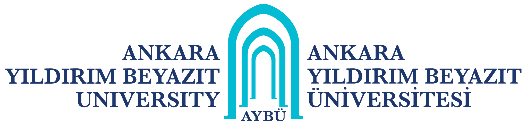 ANKARA
YILDIRIM BEYAZIT
UNIVERSITY
AYBÜ
ANKARA
YILDIRIM BEYAZIT
ÜNİVERSİTESİ